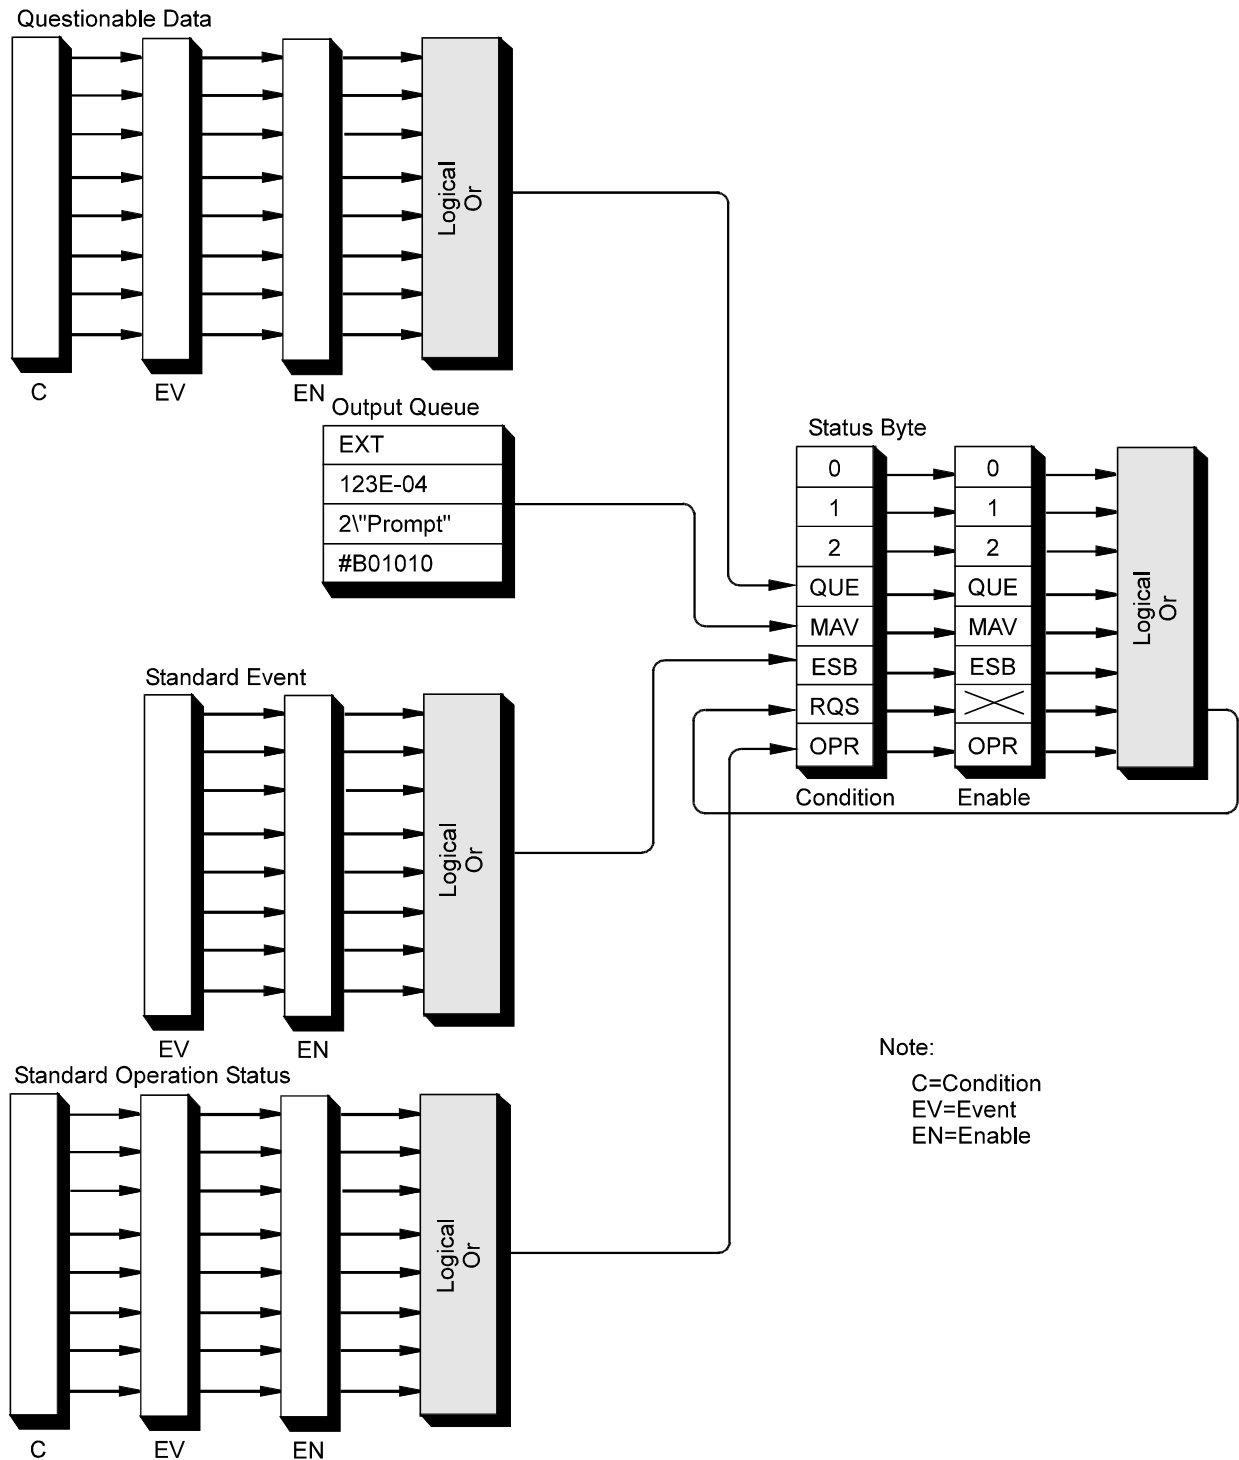 Questionable Data
Logical
Or
C
EV
EN
Output Queue
EXT
123E-04
2\"Prompt"
#B01010
Status Byte
0
1
2
QUE
MAV
ESB
RQS
OPR
Condition
0
1
2
QUE
MAV
ESB
OPR
Enable
Logical
Or
Standard Event
Logical
Or
EV
EN
Standard Operation Status
Logical
Or
C
EV
EN
Note:
C=Condition
EV=Event
EN=Enable